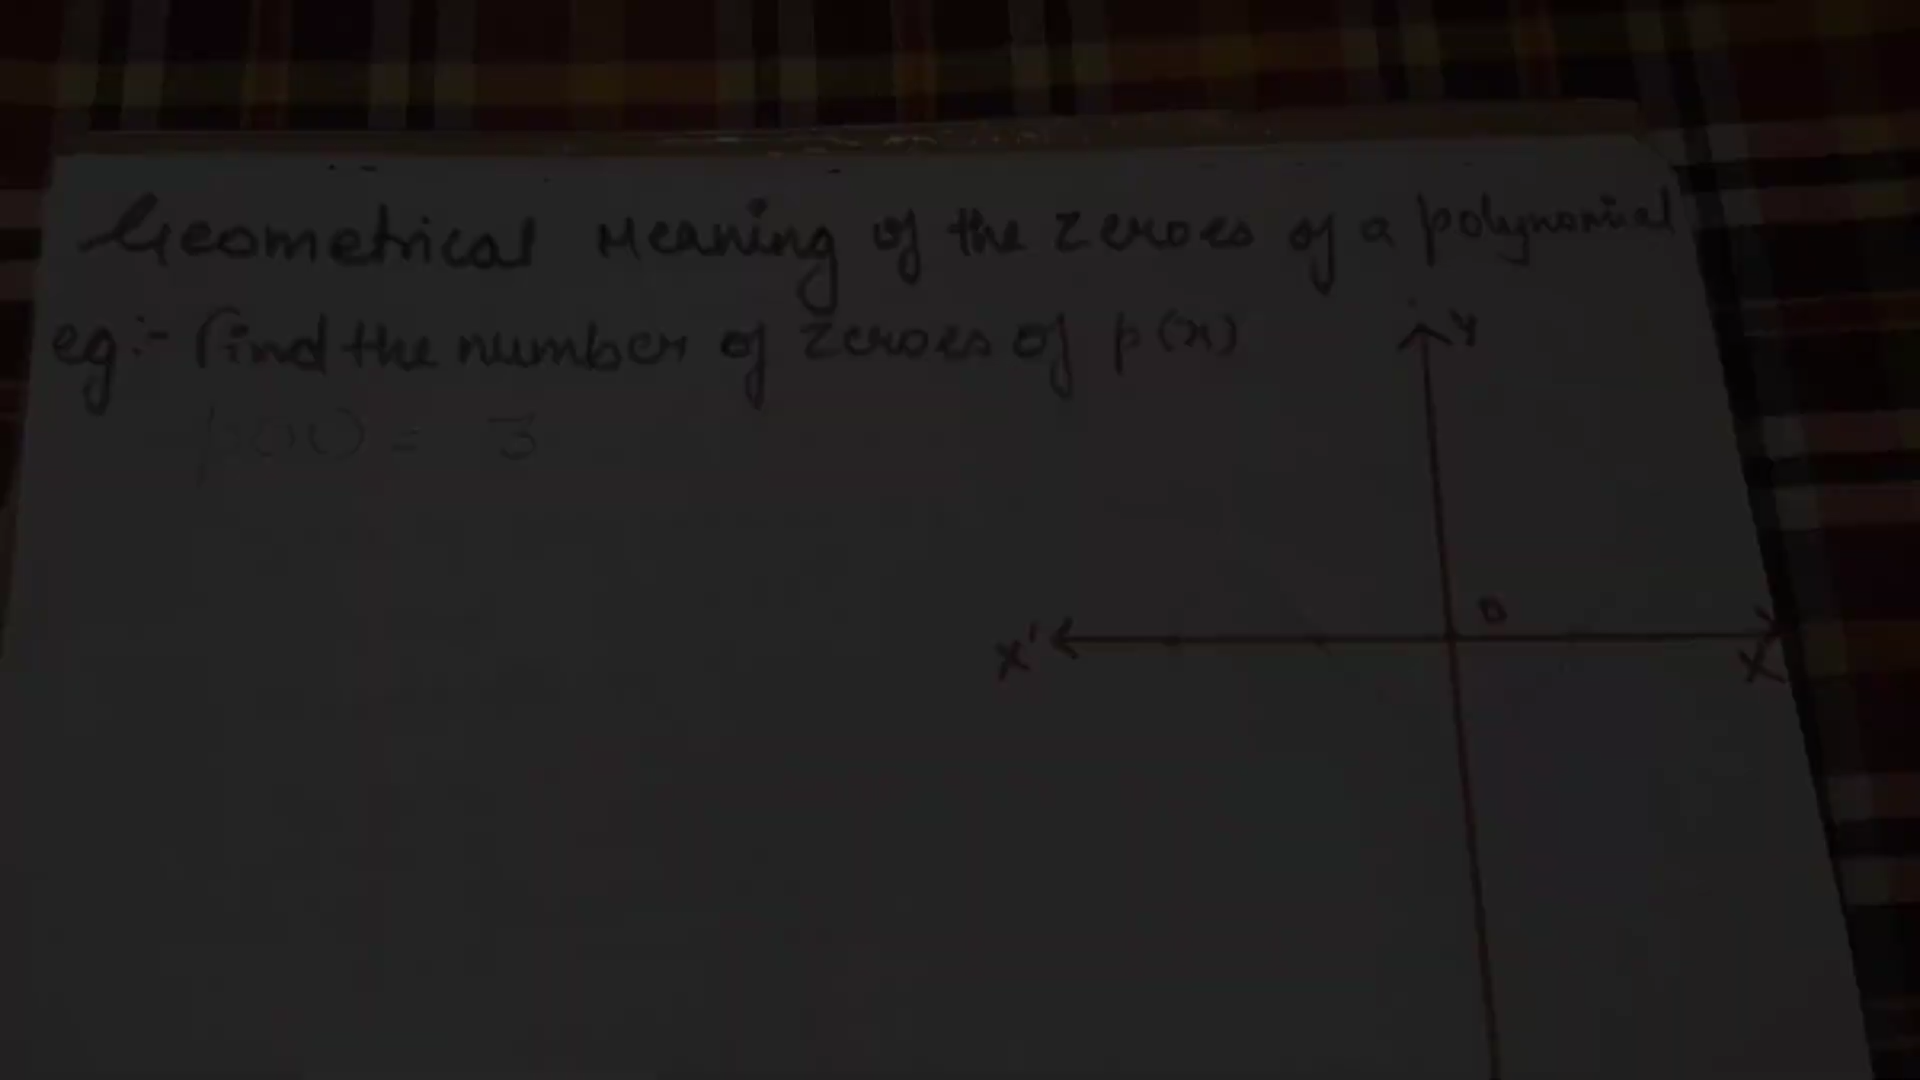 Geometrical Meaning of the zeroes of a polynomial
eg:- Find the number of zeroes of p(x)
p(x) = 3
Y
O
X' X